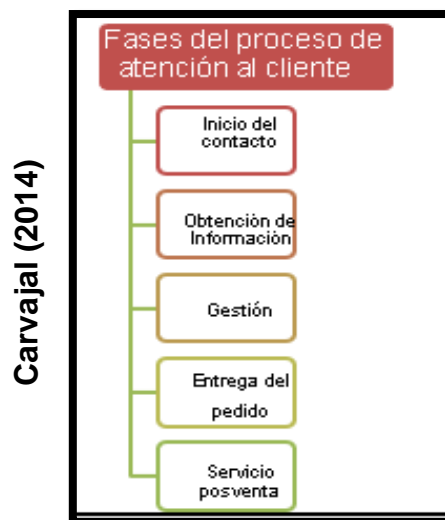 Carvajal (2014)
Fases del proceso de
atención al cliente
Inicio del
contacto
Obtención de
Información
Gestión
Entrega del
pedido
Servicio
posventa